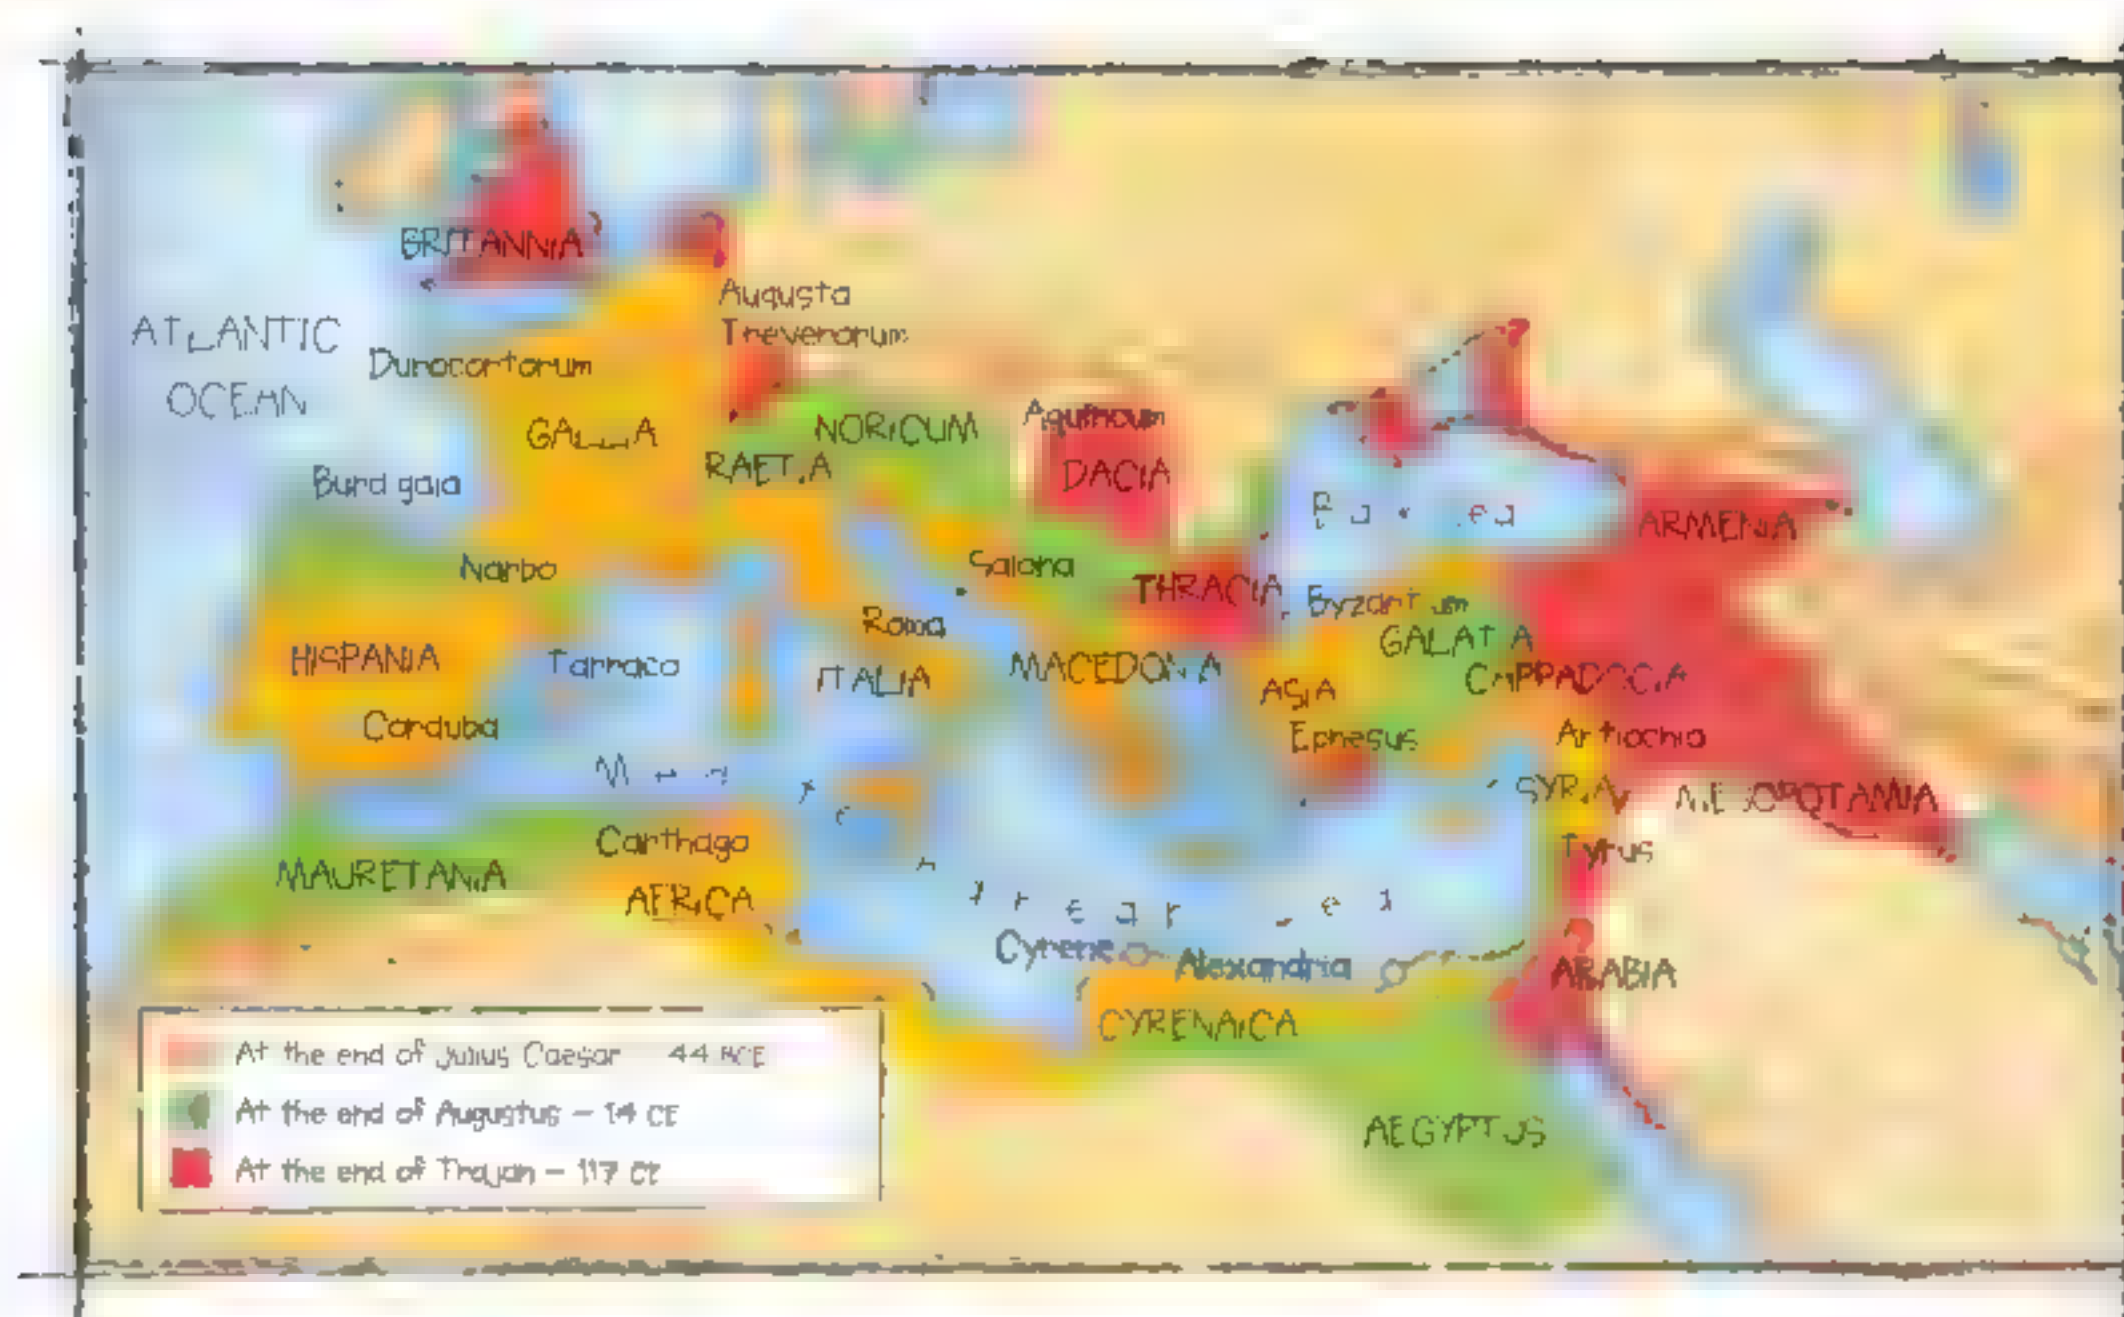 BRITANNIA
Augusta
Treverorum
ATLANTIC
OCEAN
Durocortorum
GALLIA
NORICUM
Aquincum
RAETIA
DACIA
ARMENIA
Narbo
Salona
THRACIA
Byzantium
Roma
GALATIA
HISPANIA
Tarraco
ITALIA
MACEDONIA
ASIA
CAPPADOCIA
Corduba
Ephesus
Antiochia
SYRIA
MESOPOTAMIA
Carthago
Tyrus
MAURETANIA
AFRICA
Cyrene
Alexandria
ARABIA
CYRENAICA
AEGYPTUS
At the end of Julius Caesar 44 BCE
At the end of Augustus – 14 CE
At the end of Trajan – 117 CE